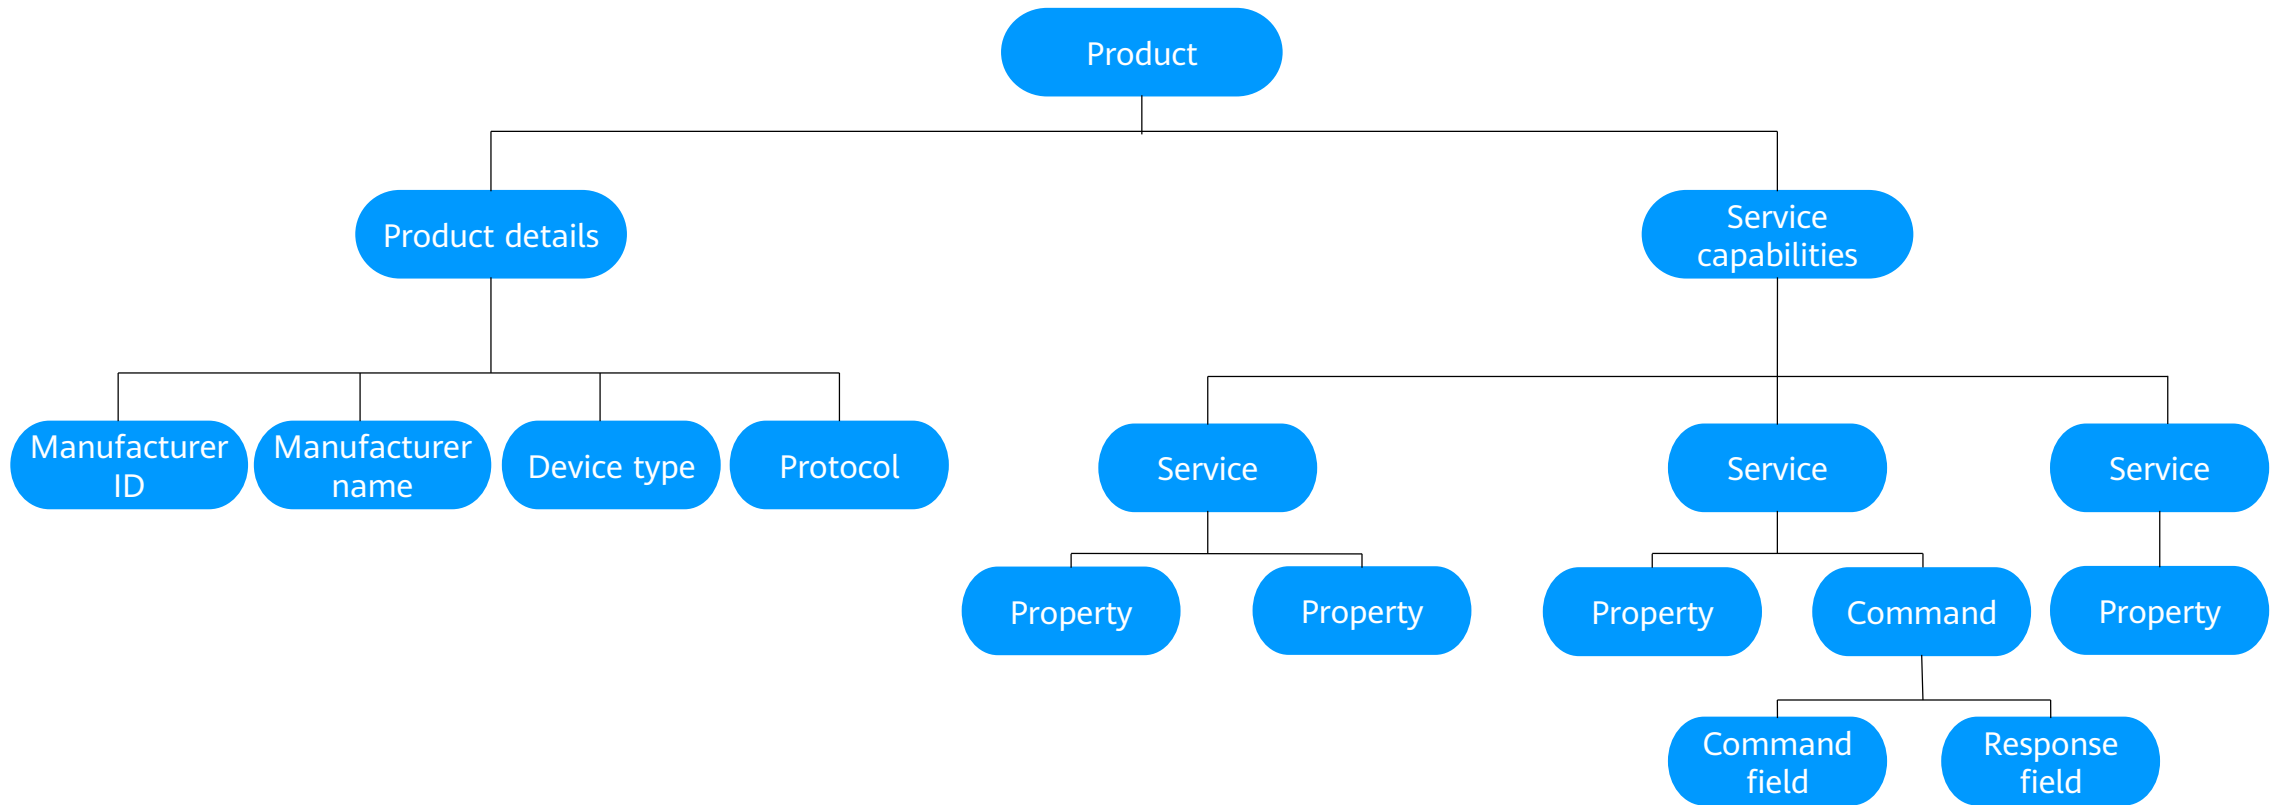 Product
Product details
Service
capabilities
Manufacturer
ID
Manufacturer
name
Device type
Protocol
Service
Service
Service
Property
Property
Property
Command
Property
Command
field
Response
field